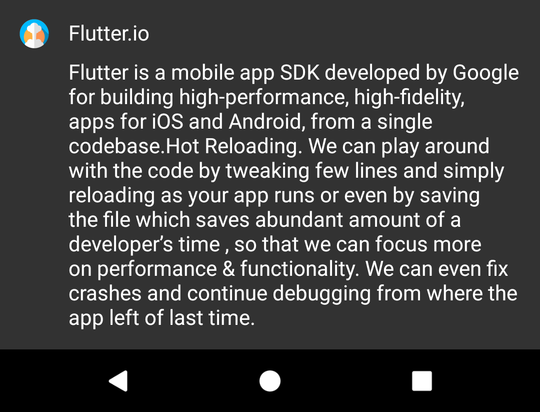 Flutter.io
Flutter is a mobile app SDK developed by Google
for building high-performance, high-fidelity,
apps for iOS and Android, from a single
codebase.Hot Reloading. We can play around
with the code by tweaking few lines and simply
reloading as your app runs or even by saving
the file which saves abundant amount of a
developer’s time , so that we can focus more
on performance & functionality. We can even fix
crashes and continue debugging from where the
app left of last time.